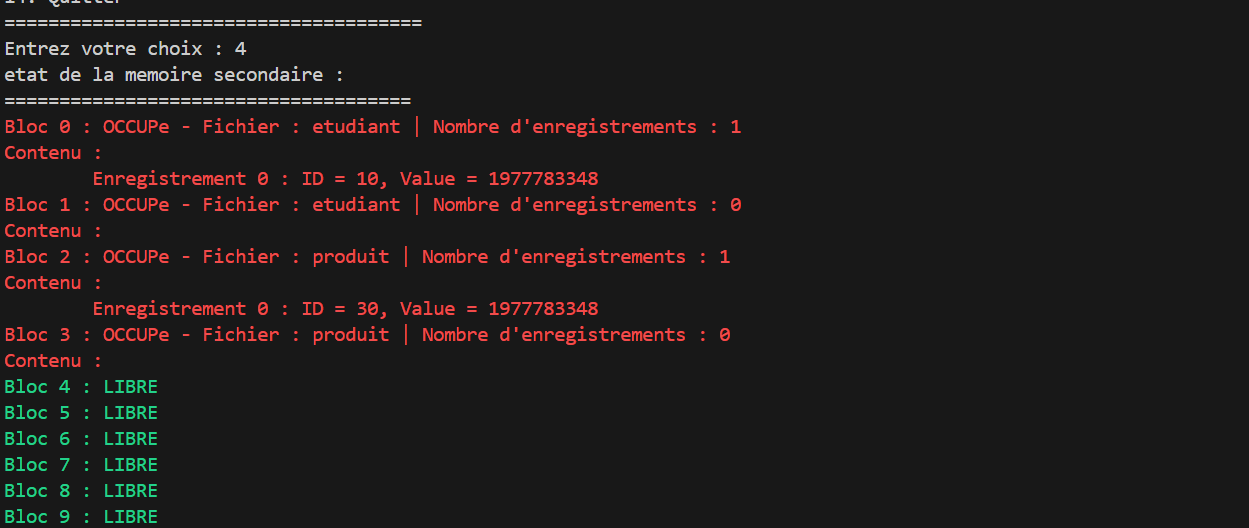 14. Quitter
======================================
Entrez votre choix : 4
etat de la memoire secondaire :
=====================================
Bloc 0 : OCCUPe - Fichier : etudiant | Nombre d'enregistrements : 1
Contenu :
Enregistrement 0 : ID = 10, Value = 1977783348
Bloc 1 : OCCUPe - Fichier : etudiant | Nombre d'enregistrements : 0
Contenu :
Bloc 2 : OCCUPe - Fichier : produit | Nombre d'enregistrements : 1
Contenu :
Enregistrement 0 : ID = 30, Value = 1977783348
Bloc 3 : OCCUPe - Fichier : produit | Nombre d'enregistrements : 0
Contenu :
Bloc 4 : LIBRE
Bloc 5 : LIBRE
Bloc 6 : LIBRE
Bloc 7 : LIBRE
Bloc 8 : LIBRE
Bloc 9 : LIBRE